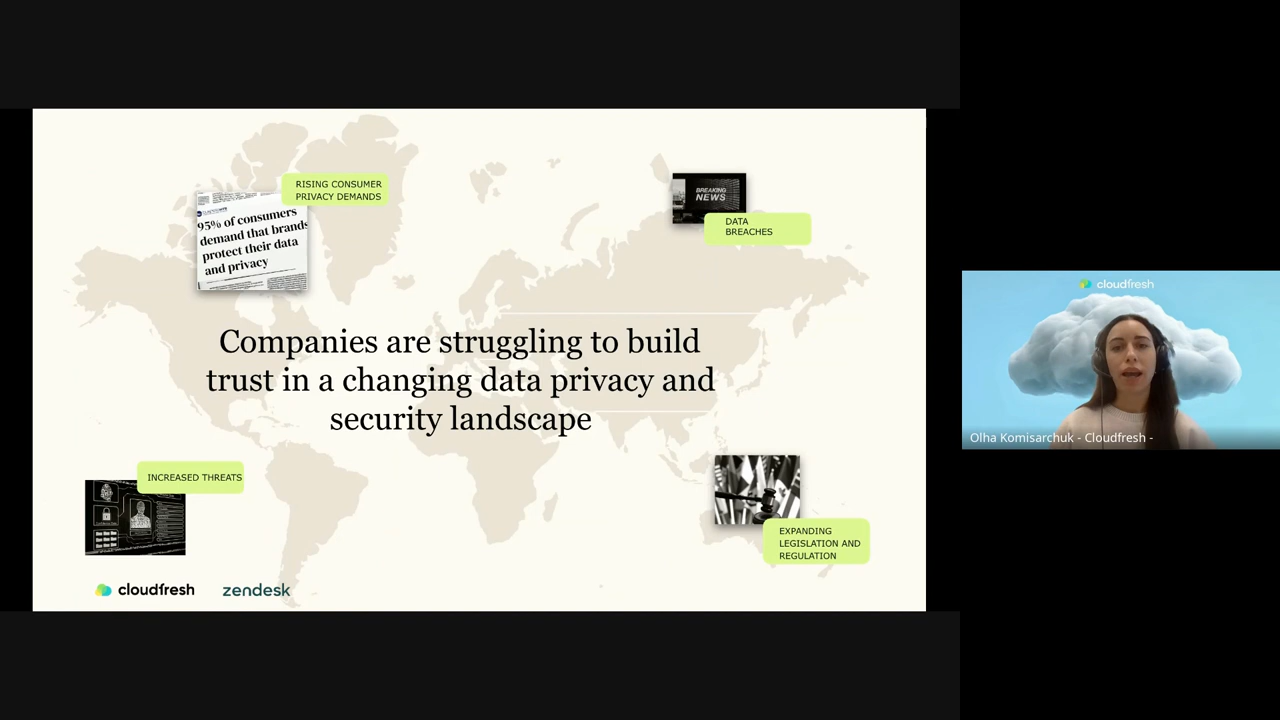 RISING CONSUMER
PRIVACY DEMANDS
95% of consumers
demand that brands
protect their data
and privacy
BREAKING
NEWS
DATA
BREACHES
Companies are struggling to build
trust in a changing data privacy and
security landscape
INCREASED THREATS
EXPANDING
LEGISLATION AND
REGULATION
cloudfresh zendesk
cloudfresh
Olha Komisarchuk - Cloudfresh -